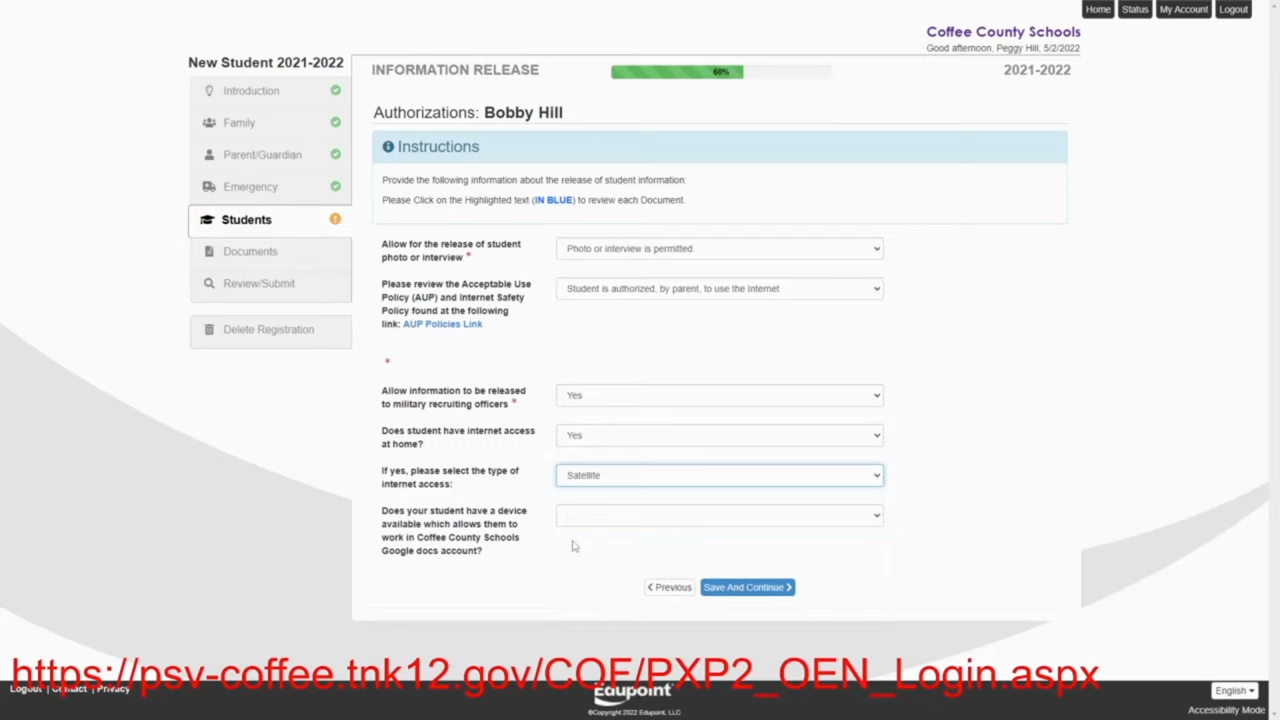 Home
Status
My Account
Logout
Coffee County Schools
Good afternoon, Peggy Hill, 5/2/2022
New Student 2021-2022
Introduction
Family
Parent/Guardian
Emergency
Students
Documents
Review/Submit
Delete Registration
INFORMATION RELEASE
60%
2021-2022
Authorizations: Bobby Hill
Instructions
Provide the following information about the release of student information:
Please Click on the Highlighted text (IN BLUE) to review each Document.
Allow for the release of student
photo or interview *
Photo or interview is permitted.
Please review the Acceptable Use
Policy (AUP) and Internet Safety
Policy found at the following
link: AUP Policies Link
*
Student is authorized, by parent, to use the Internet
Allow information to be released
to military recruiting officers *
Yes
Does student have internet access
at home?
Yes
If yes, please select the type of
internet access:
Satellite
Does your student have a device
available which allows them to
work in Coffee County Schools
Google docs account?
Previous
Save And Continue
https://psv-coffee.tnk12.gov/COE/PXP2_OEN_Login.aspx
Logout | Contact | Privacy
Edupoint
©Copyright 2022 Edupoint, LLC
English
Accessibility Mode